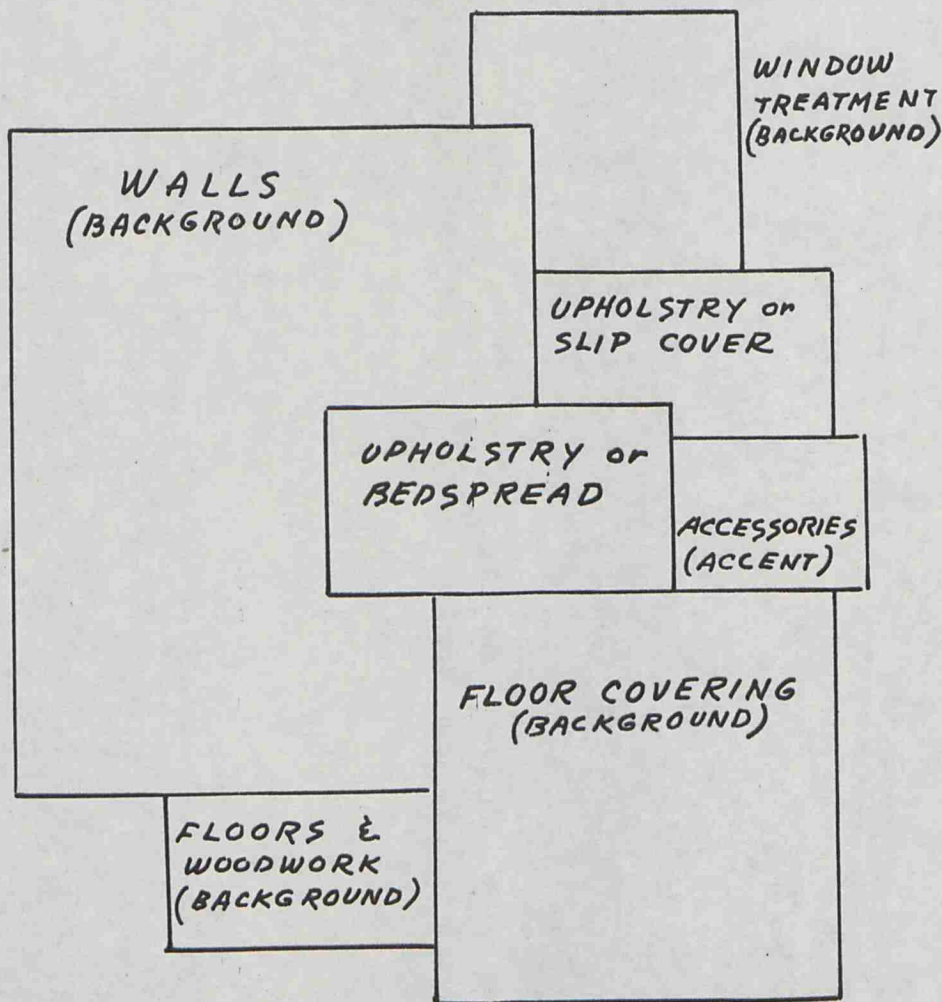 WINDOW
TREATMENT
(BACKGROUND)
WALLS
(BACKGROUND)
UPHOLSTRY or
SLIP COVER
UPHOLSTRY or
BEDSPREAD
ACCESSORIES
(ACCENT)
FLOOR COVERING
(BACKGROUND)
FLOORS &
WOODWORK
(BACKGROUND)